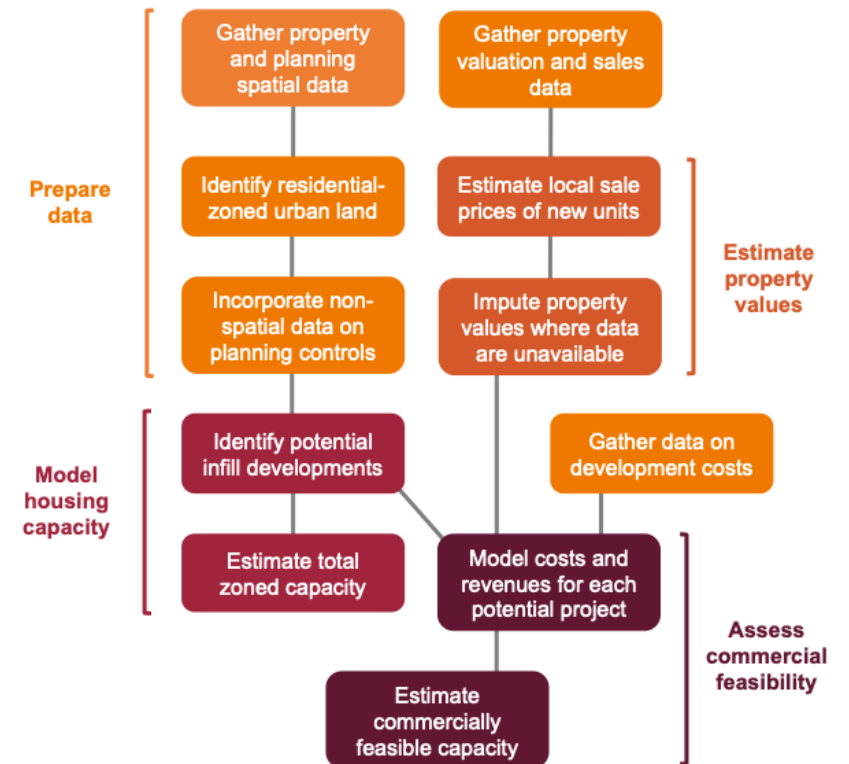 Gather property
and planning
spatial data
Gather property
valuation and sales
data
Prepare
data
Identify residential-
zoned urban land
Estimate local sale
prices of new units
Estimate
property
values
Incorporate non-
spatial data on
planning controls
Impute property
values where data
are unavailable
Model
housing
capacity
Identify potential
infill developments
Gather data on
development costs
Estimate total
zoned capacity
Model costs and
revenues for each
potential project
Assess
commercial
feasibility
Estimate
commercially
feasible capacity